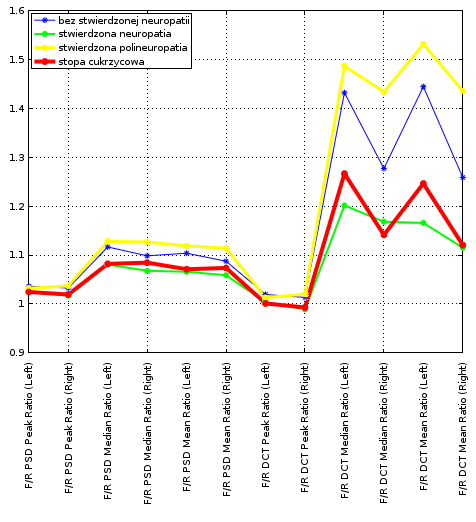 1.6
1.5
1.4
1.3
1.2
1.1
1
0.9
bez stwierdzonej neuropatii
stwierdzona neuropatia
stwierdzona polineuropatia
stopa cukrzycowa
F/R PSD Peak Ratio (Left)
F/R PSD Peak Ratio (Right)
F/R PSD Median Ratio (Left)
F/R PSD Median Ratio (Right)
F/R PSD Mean Ratio (Left)
F/R PSD Mean Ratio (Right)
F/R DCT Peak Ratio (Left)
F/R DCT Peak Ratio (Right)
F/R DCT Median Ratio (Left)
F/R DCT Median Ratio (Right)
F/R DCT Mean Ratio (Left)
F/R DCT Mean Ratio (Right)